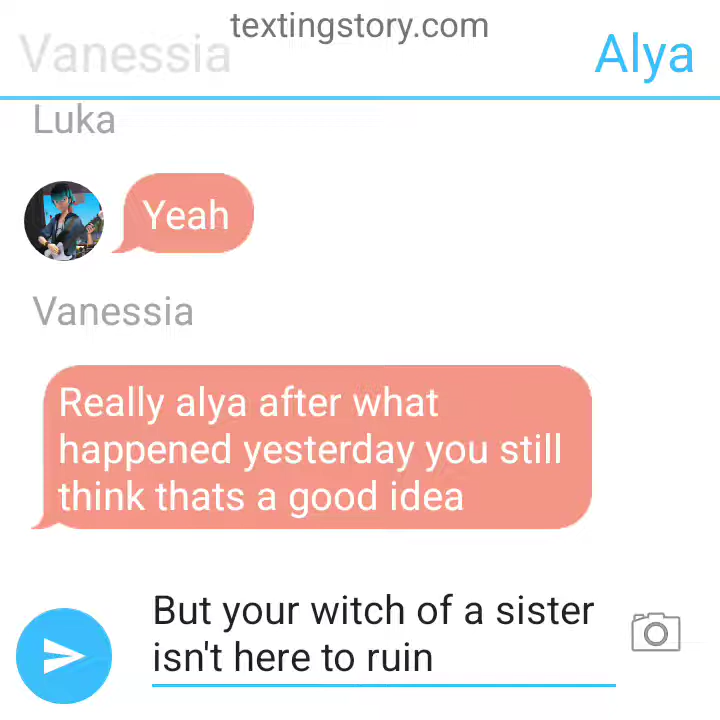 textingstory.com
Vanessia
Alya
Luka
Yeah
Vanessia
Really alya after what
happened yesterday you still
think thats a good idea
But your witch of a sister
isn't here to ruin